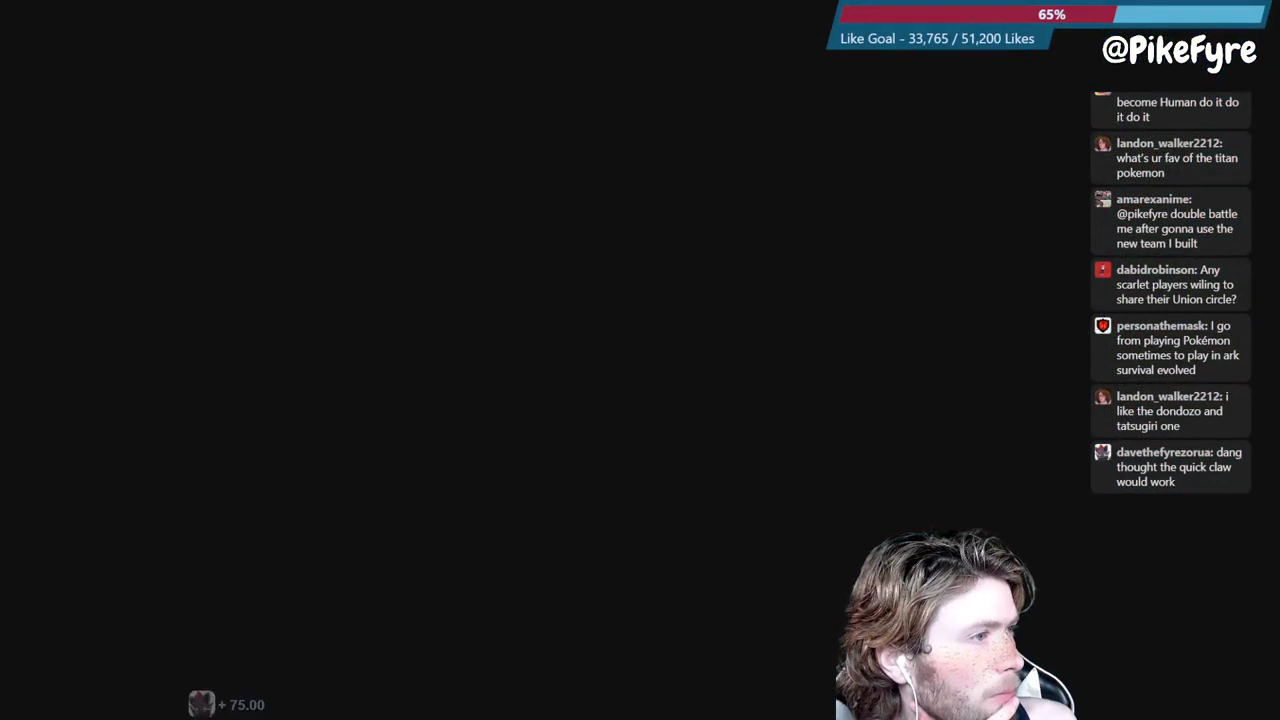 65%
Like Goal - 33,765 / 51,200 Likes
@PikeFyre
become Human do it do
it do it
landon_walker2212:
what's ur fav of the titan
pokemon
amarexanime:
@pikefyre double battle
me after gonna use the
new team I built
dabidrobinson: Any
scarlet players wiling to
share their Union circle?
personathemask: I go
from playing Pokémon
sometimes to play in ark
survival evolved
landon_walker2212: i
like the dondozo and
tatsugiri one
davethefyrezorua: dang
thought the quick claw
would work
+ 75.00